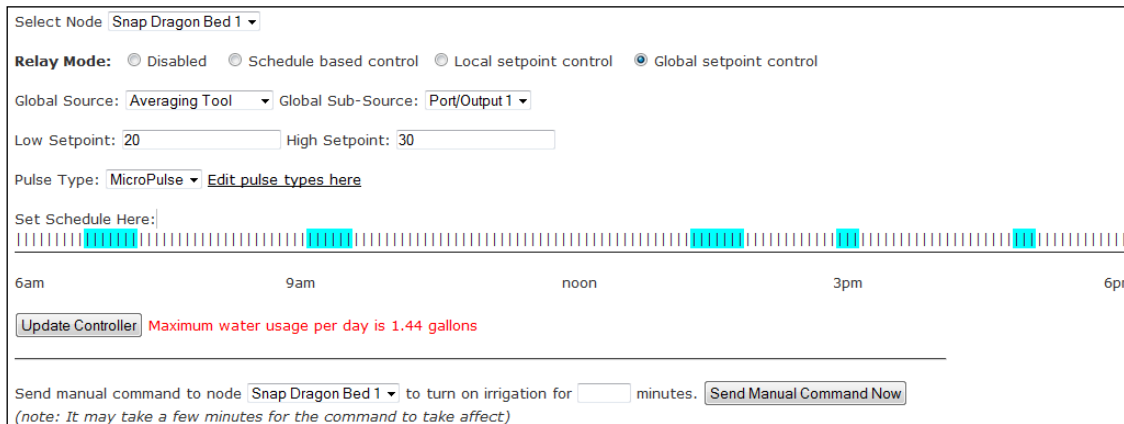 Select Node Snap Dragon Bed 1
Relay Mode: Disabled Schedule based control Local setpoint control Global setpoint control
Global Source: Averaging Tool Global Sub-Source: Port/Output 1
Low Setpoint: 20 High Setpoint: 30
Pulse Type: MicroPulse Edit pulse types here
Set Schedule Here:
6am 9am noon 3pm 6p
Update Controller Maximum water usage per day is 1.44 gallons
Send manual command to node Snap Dragon Bed 1 to turn on irrigation for minutes. Send Manual Command Now
(note: It may take a few minutes for the command to take affect)